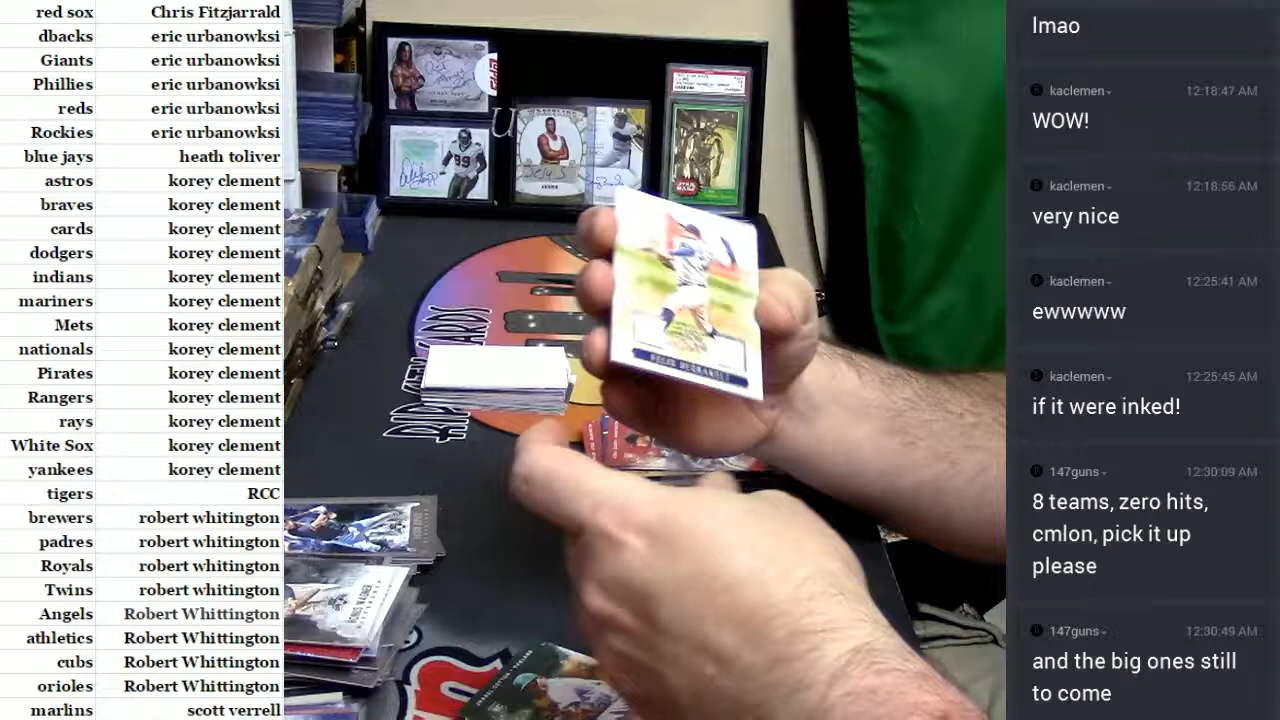 red sox Chris Fitzjarrald
dbacks eric urbanowksi
Giants eric urbanowksi
Phillies eric urbanowksi
reds eric urbanowksi
Rockies eric urbanowksi
blue jays heath toliver
astros korey clement
braves korey clement
cards korey clement
dodgers korey clement
indians korey clement
mariners korey clement
Mets korey clement
nationals korey clement
Pirates korey clement
Rangers korey clement
rays korey clement
White Sox korey clement
yankees korey clement
tigers RCC
brewers robert whitington
padres robert whitington
Royals robert whitington
Twins robert whitington
Angels Robert Whittington
athletics Robert Whittington
cubs Robert Whittington
orioles Robert Whittington
marlins scott verrell
99
STAR WARS
FELIX HERNANDEZ
HONUS WAGNER
lmao
kaclemen 12:18:47 AM
WOW!
kaclemen 12:18:56 AM
very nice
kaclemen 12:25:41 AM
ewwwww
kaclemen 12:25:45 AM
if it were inked!
147guns 12:30:09 AM
8 teams, zero hits,
cmlon, pick it up
please
147guns 12:30:49 AM
and the big ones still
to come